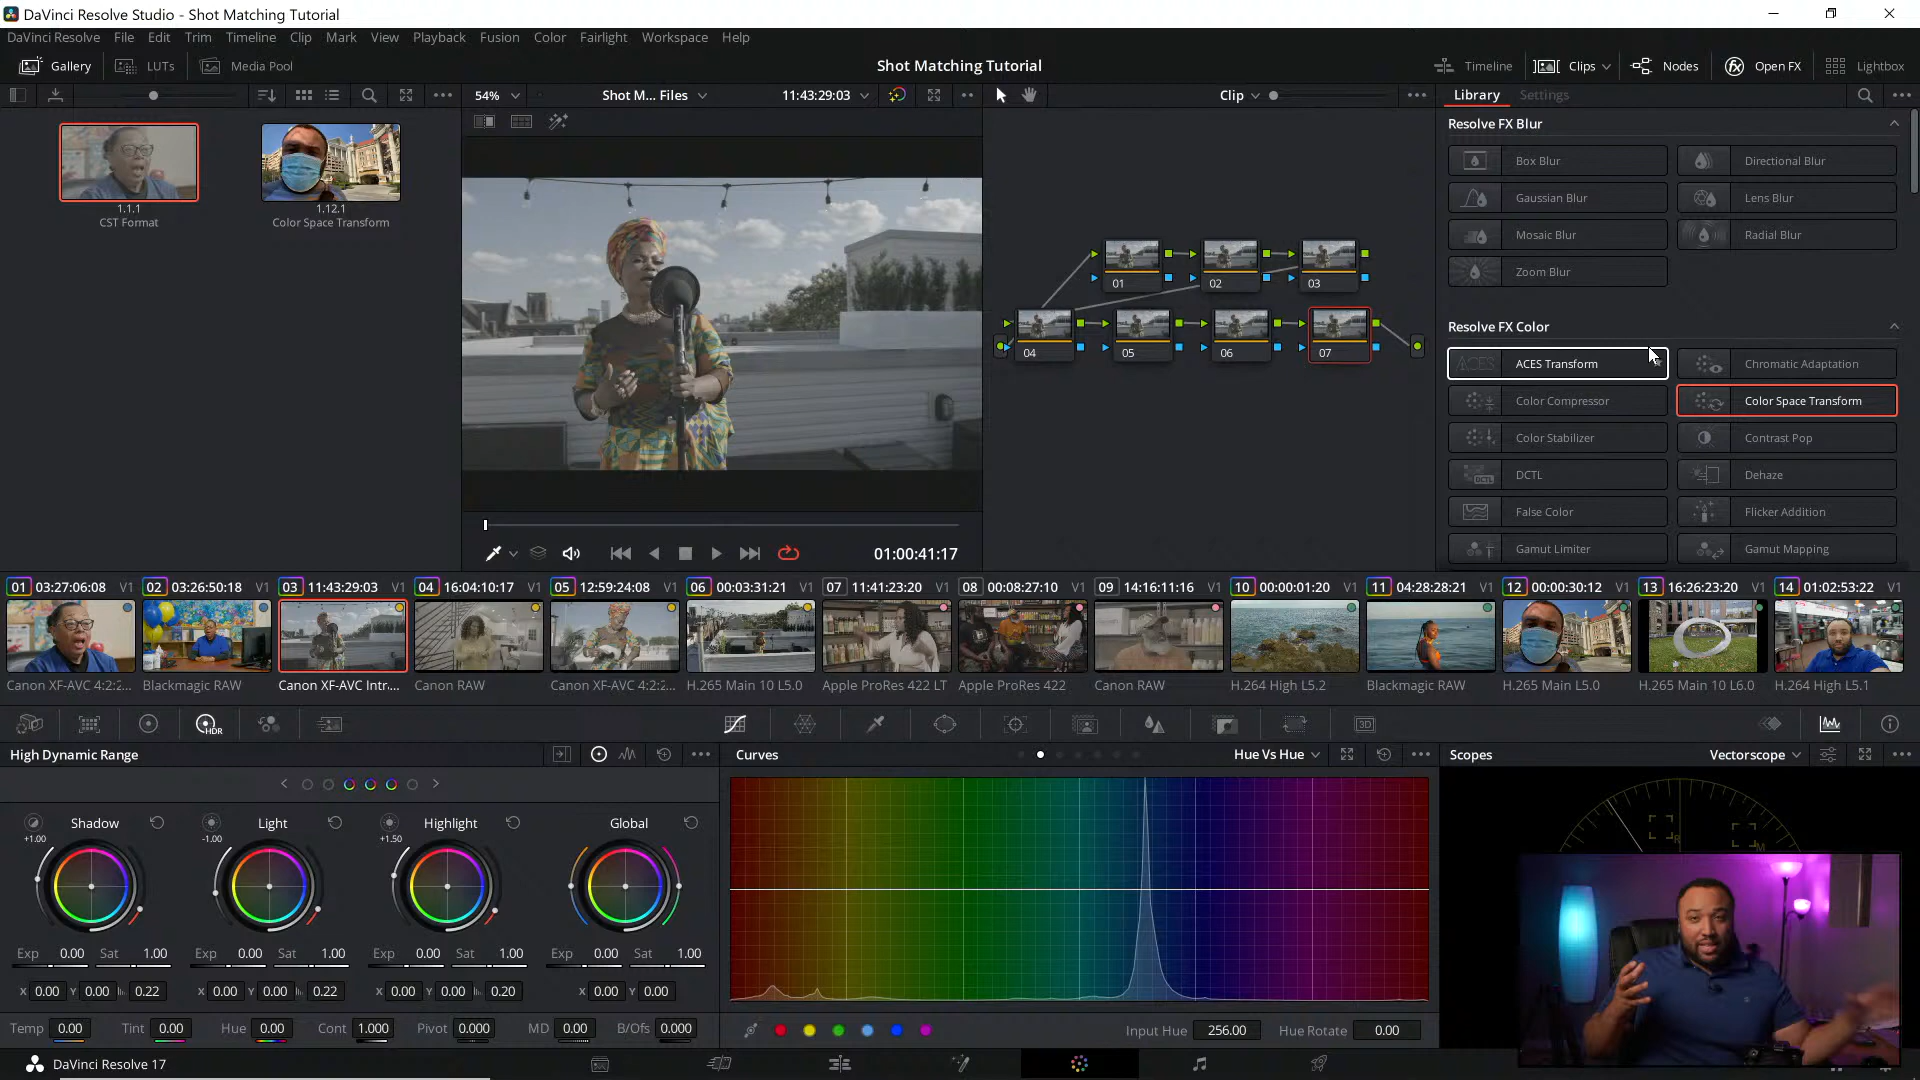 DaVinci Resolve Studio - Shot Matching Tutorial
DaVinci Resolve File Edit Trim Timeline Clip Mark View Playback Fusion Color Fairlight Workspace Help
Gallery LUTs Media Pool Shot Matching Tutorial Timeline Clips Nodes Open FX Lightbox
54% Shot M... Files 11:43:29:03 Clip Library Settings
Resolve FX Blur
1.1.1
CST Format
1.12.1
Color Space Transform
Box Blur Directional Blur
Gaussian Blur Lens Blur
Mosaic Blur Radial Blur
Zoom Blur
01 02 03
04 05 06 07
Resolve FX Color
ACES ACES Transform Chromatic Adaptation
Color Compressor Color Space Transform
Color Stabilizer Contrast Pop
DCTL DCTL Dehaze
False Color Flicker Addition
Gamut Limiter Gamut Mapping
01:00:41:17
01 03:27:06:08 V1 02 03:26:50:18 V1 03 11:43:29:03 V1 04 16:04:10:17 V1 05 12:59:24:08 V1 06 00:03:31:21 V1 07 11:41:23:20 V1 08 00:08:27:10 V1 09 14:16:11:16 V1 10 00:00:01:20 V1 11 04:28:28:21 V1 12 00:00:30:12 V1 13 16:26:23:20 V1 14 01:02:53:22 V1
Canon XF-AVC 4:2:2... Blackmagic RAW Canon XF-AVC Intr... Canon RAW Canon XF-AVC 4:2:2... H.265 Main 10 L5.0 Apple ProRes 422 LT Apple ProRes 422 Canon RAW H.264 High L5.2 Blackmagic RAW H.265 Main L5.0 H.265 Main 10 L6.0 H.264 High L5.1
HDR 3D
High Dynamic Range Curves Hue Vs Hue Scopes Vectorscope
Shadow Light Highlight Global
+1.00 -1.00 +1.50
R M
Exp 0.00 Sat 1.00 Exp 0.00 Sat 1.00 Exp 0.00 Sat 1.00 Exp 0.00 Sat 1.00
X 0.00 Y 0.00 0.22 X 0.00 Y 0.00 0.22 X 0.00 Y 0.00 0.20 X 0.00 Y 0.00
Temp 0.00 Tint 0.00 Hue 0.00 Cont 1.000 Pivot 0.000 MD 0.00 B/Ofs 0.000 Input Hue 256.00 Hue Rotate 0.00
DaVinci Resolve 17